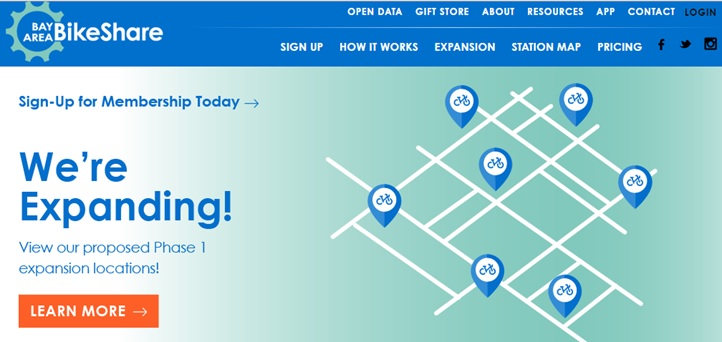 OPEN DATA GIFT STORE ABOUT RESOURCES APP CONTACT LOGIN
BAY
AREA BikeShare
SIGN UP HOW IT WORKS EXPANSION STATION MAP PRICING
Sign-Up for Membership Today →
We're
Expanding!
View our proposed Phase 1
expansion locations!
LEARN MORE →